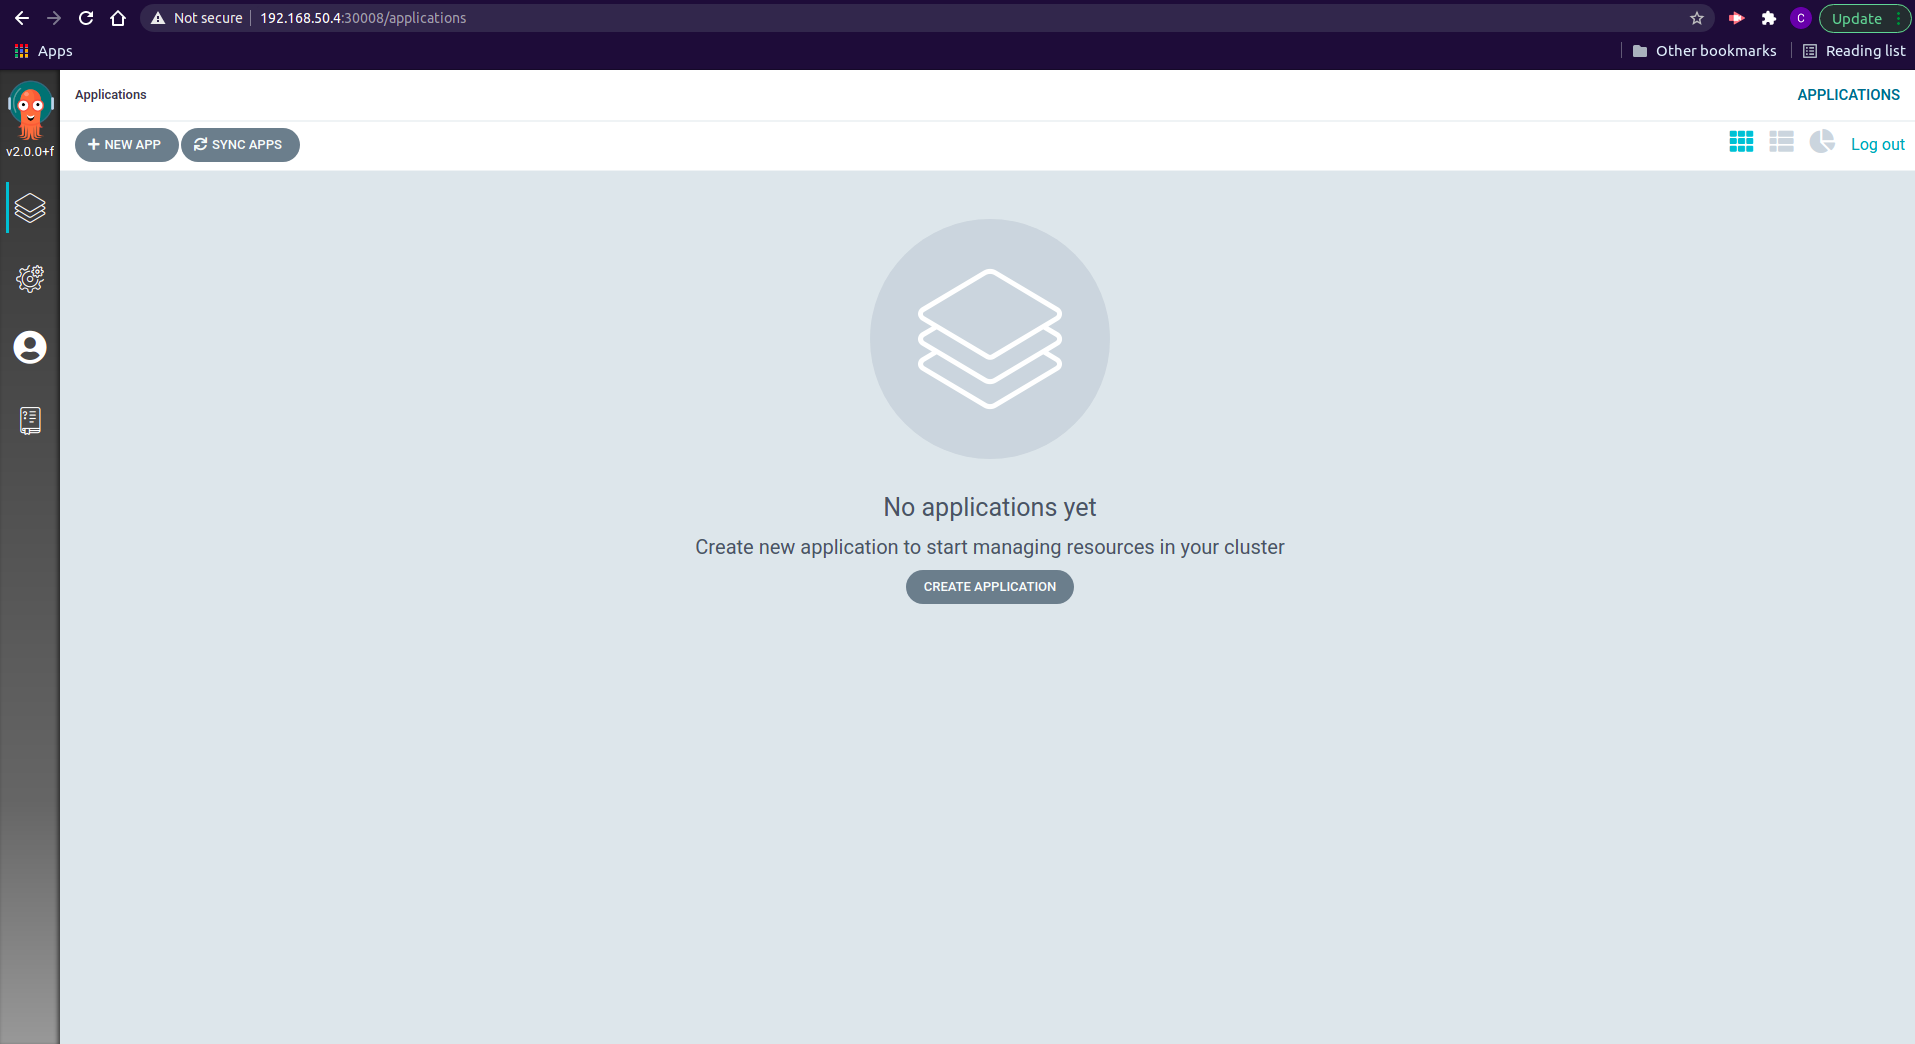 Not secure 192.168.50.4:30008/applications C Update
Apps Other bookmarks Reading list
Applications APPLICATIONS
v2.0.0+f
NEW APP SYNC APPS Log out
No applications yet
Create new application to start managing resources in your cluster
CREATE APPLICATION